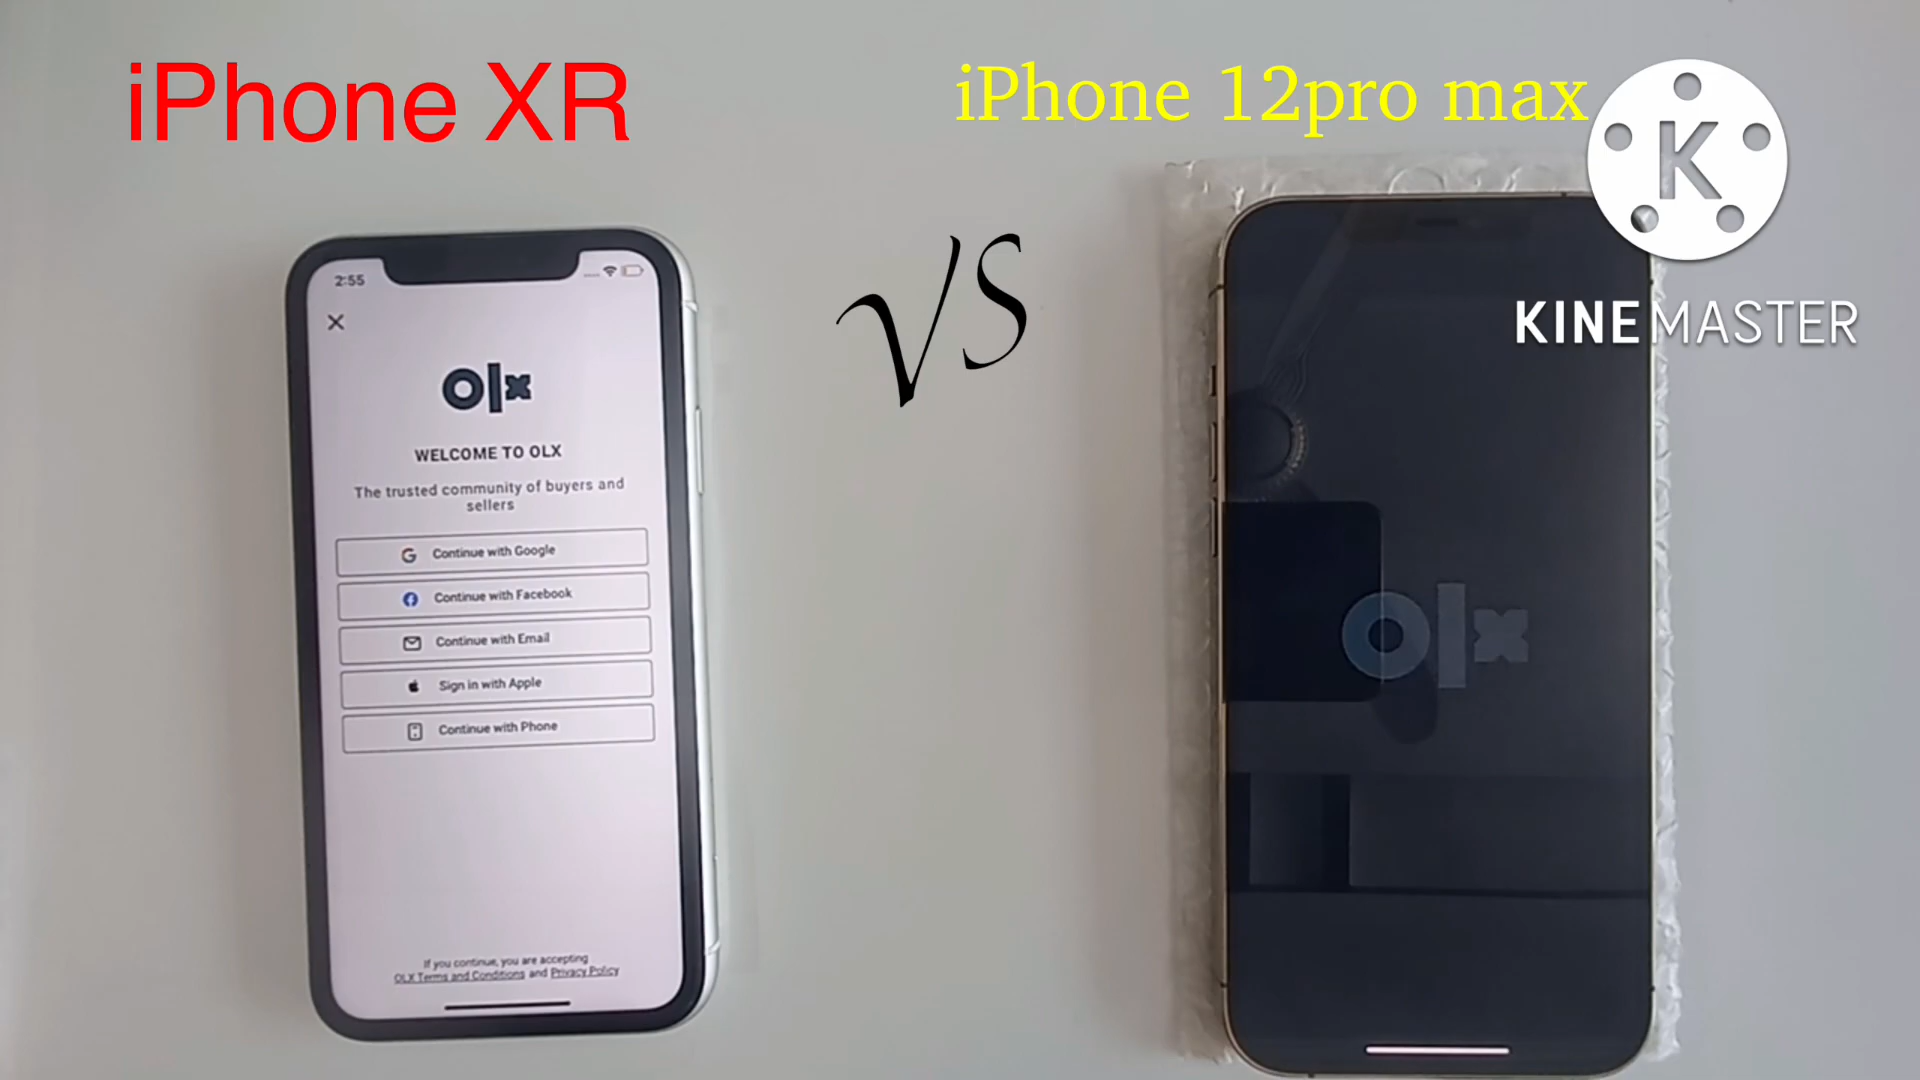 iPhone XR
iPhone 12pro max
K
KINEMASTER
VS
2:55
olx
WELCOME TO OLX
The trusted community of buyers and
sellers
G Continue with Google
Continue with Facebook
Continue with Email
Sign in with Apple
Continue with Phone
If you continue, you are accepting
OLX Terms and Conditions and Privacy Policy
olx